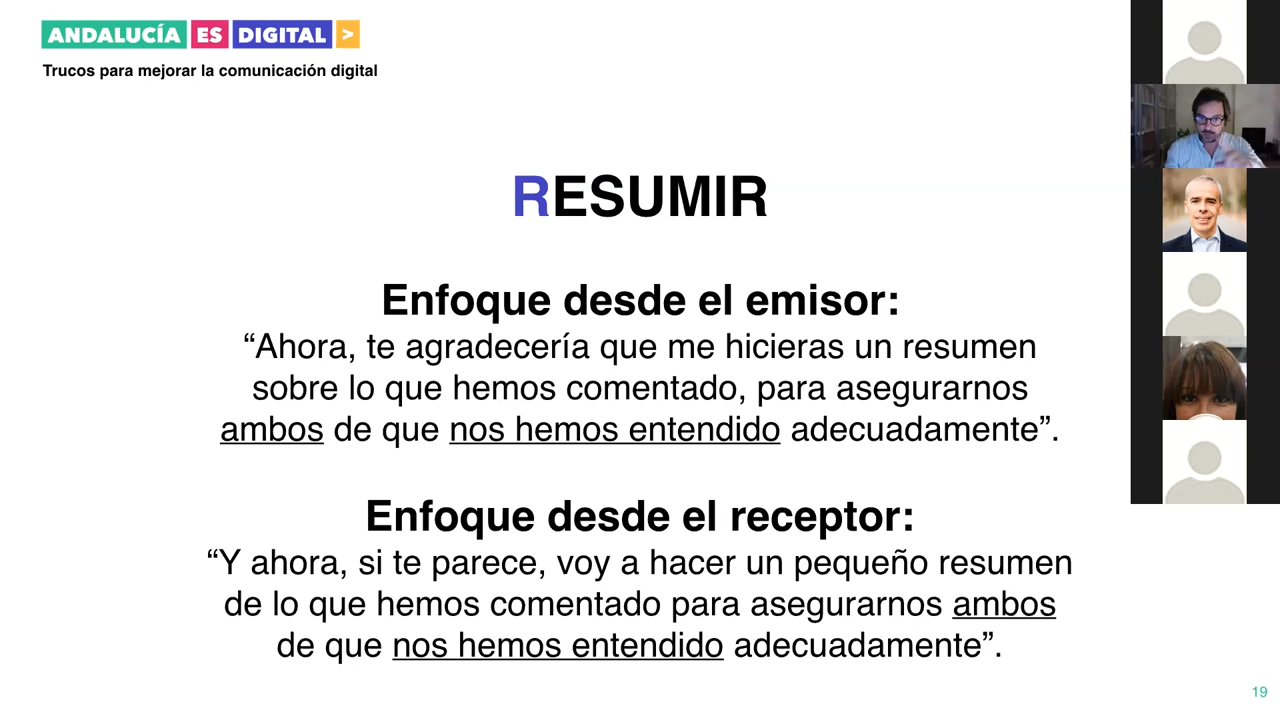 ANDALUCÍA ES DIGITAL >
Trucos para mejorar la comunicación digital
RESUMIR
Enfoque desde el emisor:
“Ahora, te agradecería que me hicieras un resumen
sobre lo que hemos comentado, para asegurarnos
ambos de que nos hemos entendido adecuadamente”.
Enfoque desde el receptor:
“Y ahora, si te parece, voy a hacer un pequeño resumen
de lo que hemos comentado para asegurarnos ambos
de que nos hemos entendido adecuadamente”.
19